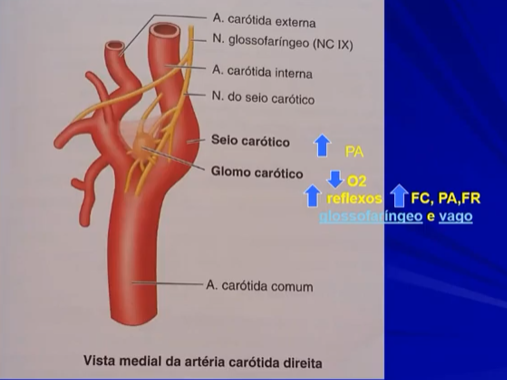 A. carótida externa
N. glossofaríngeo (NC IX)
A. carótida interna
N. do seio carótico
Seio carótico
PA
Glomo carótico
O2
reflexos FC, PA,FR
glossofaríngeo e vago
A. carótida comum
Vista medial da artéria carótida direita